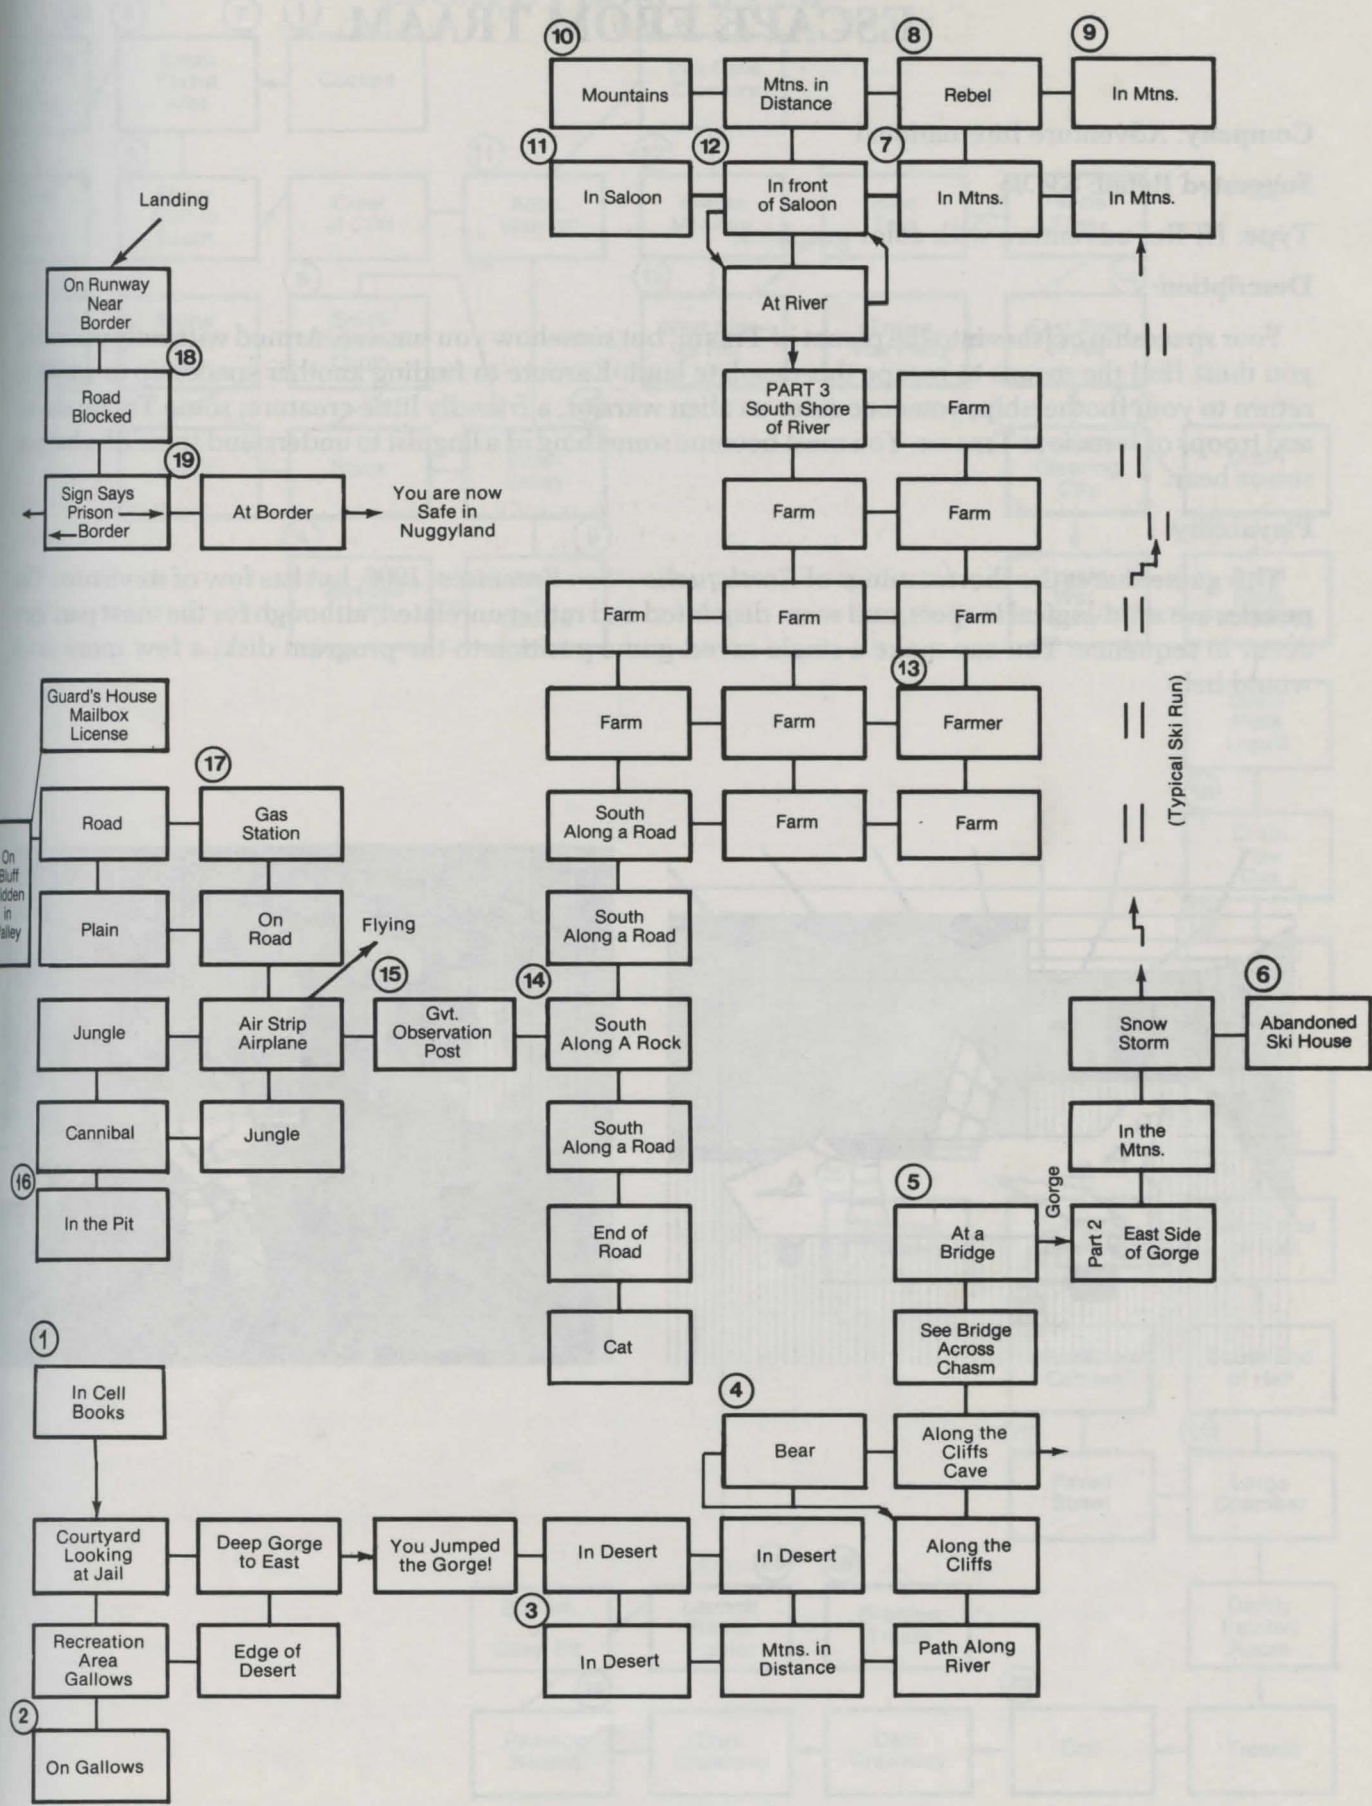 10
8
9
Mountains
Mtns. in
Distance
Rebel
In Mtns.
11
12
7
In Saloon
In front
of Saloon
In Mtns.
In Mtns.
Landing
On Runway
Near
Border
At River
18
Road
Blocked
PART 3
South Shore
of River
Farm
19
Sign Says
Prison
Border
At Border
You are now
Safe in
Nuggyland
Farm
Farm
Farm
Farm
Farm
13
Guard's House
Mailbox
License
Farm
Farm
Farmer
(Typical Ski Run)
17
Road
Gas
Station
South
Along a Road
Farm
Farm
On
Bluff
in
Plain
On
Road
Flying
South
Along a Road
15
14
6
Jungle
Air Strip
Airplane
Gvt.
Observation
Post
South
Along A Rock
Snow
Storm
Abandoned
Ski House
Cannibal
Jungle
South
Along a Road
In the
Mtns.
16
5
In the Pit
End of
Road
At a
Bridge
Gorge
Part 2
East Side
of Gorge
1
Cat
See Bridge
Across
Chasm
In Cell
Books
4
Bear
Along the
Cliffs
Cave
Courtyard
Looking
at Jail
Deep Gorge
to East
You Jumped
the Gorge!
In Desert
In Desert
Along the
Cliffs
3
Recreation
Area
Gallows
Edge of
Desert
In Desert
Mtns. in
Distance
Path Along
River
2
On Gallows